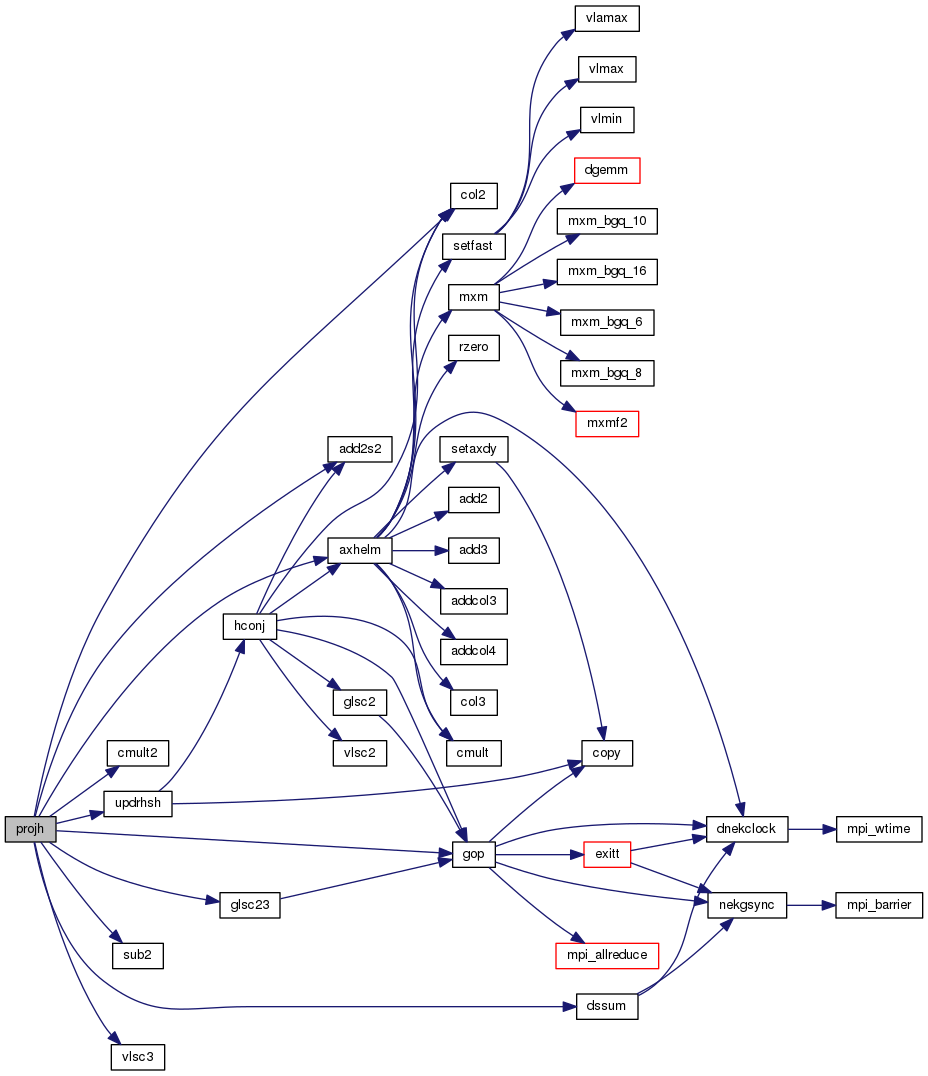 vlamax
vlmax
vlmin
dgemm
col2
mxm_bgq_10
setfast
mxm_bgq_16
mxm
mxm_bgq_6
rzero
mxm_bgq_8
mxmf2
add2s2
setaxdy
add2
axhelm
add3
addcol3
hconj
addcol4
glsc2
col3
cmult2
vlsc2
cmult
copy
updrhsh
projh
dnekclock
mpi_wtime
gop
exitt
glsc23
nekgsync
mpi_barrier
sub2
mpi_allreduce
dssum
vlsc3